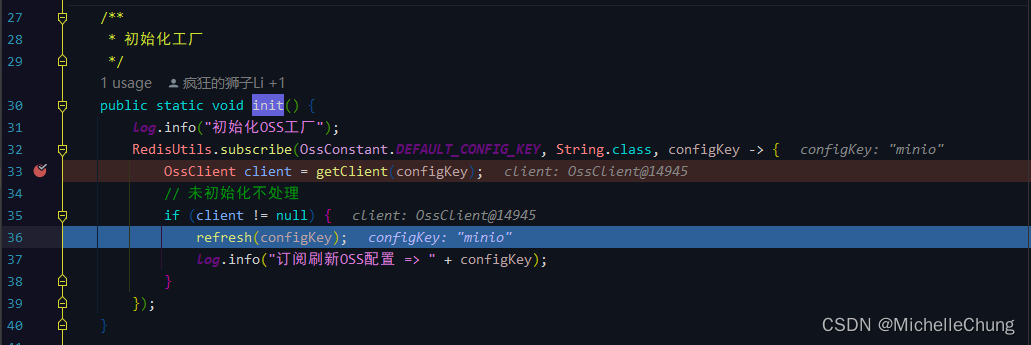 27 /**
28 * 初始化工厂
29 */
1 usage 疯狂的狮子Li +1
30 public static void init() {
31 log.info("初始化OSS工厂");
32 RedisUtils.subscribe(OssConstant.DEFAULT_CONFIG_KEY, String.class, configKey -> { configKey: "minio"
33 OssClient client = getClient(configKey); client: OssClient@14945
34 // 未初始化不处理
35 if (client != null) { client: OssClient@14945
36 refresh(configKey); configKey: "minio"
37 log.info("订阅刷新OSS配置 => " + configKey);
38 }
39 });
40 }
CSDN @MichelleChung